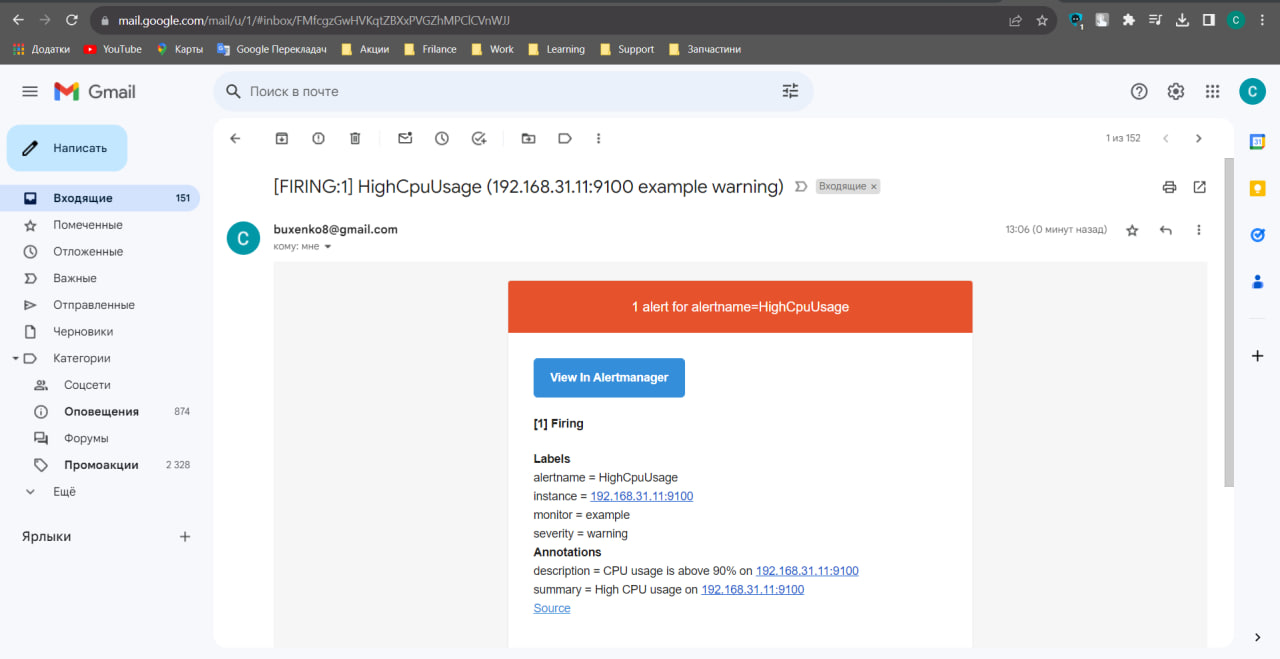 mail.google.com/mail/u/1/#inbox/FMfcgzGwHVKqtZBXxPVGZhMPClCVnWJJ
1
C
Додатки YouTube Карты Google Перекладач Акции Frilance Work Learning Support Запчастини
Gmail
Поиск в почте
C
Написать
1 из 152
31
Входящие 151
Помеченные
Отложенные
Важные
Отправленные
Черновики
Категории
Соцсети
Оповещения 874
Форумы
Промоакции 2 328
Ещё
Ярлыки
[FIRING:1] HighCpuUsage (192.168.31.11:9100 example warning)
Входящие ×
C
buxenko8@gmail.com
13:06 (0 минут назад)
кому: мне
1 alert for alertname=HighCpuUsage
View In Alertmanager
[1] Firing
Labels
alertname = HighCpuUsage
instance = 192.168.31.11:9100
monitor = example
severity = warning
Annotations
description = CPU usage is above 90% on 192.168.31.11:9100
summary = High CPU usage on 192.168.31.11:9100
Source